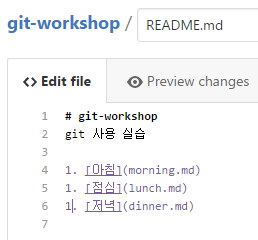 git-workshop / README.md
<> Edit file Preview changes
1 # git-workshop
2 git 사용 실습
3
4 1. [아침](morning.md)
5 1. [점심](lunch.md)
6 1. [저녁](dinner.md)
7